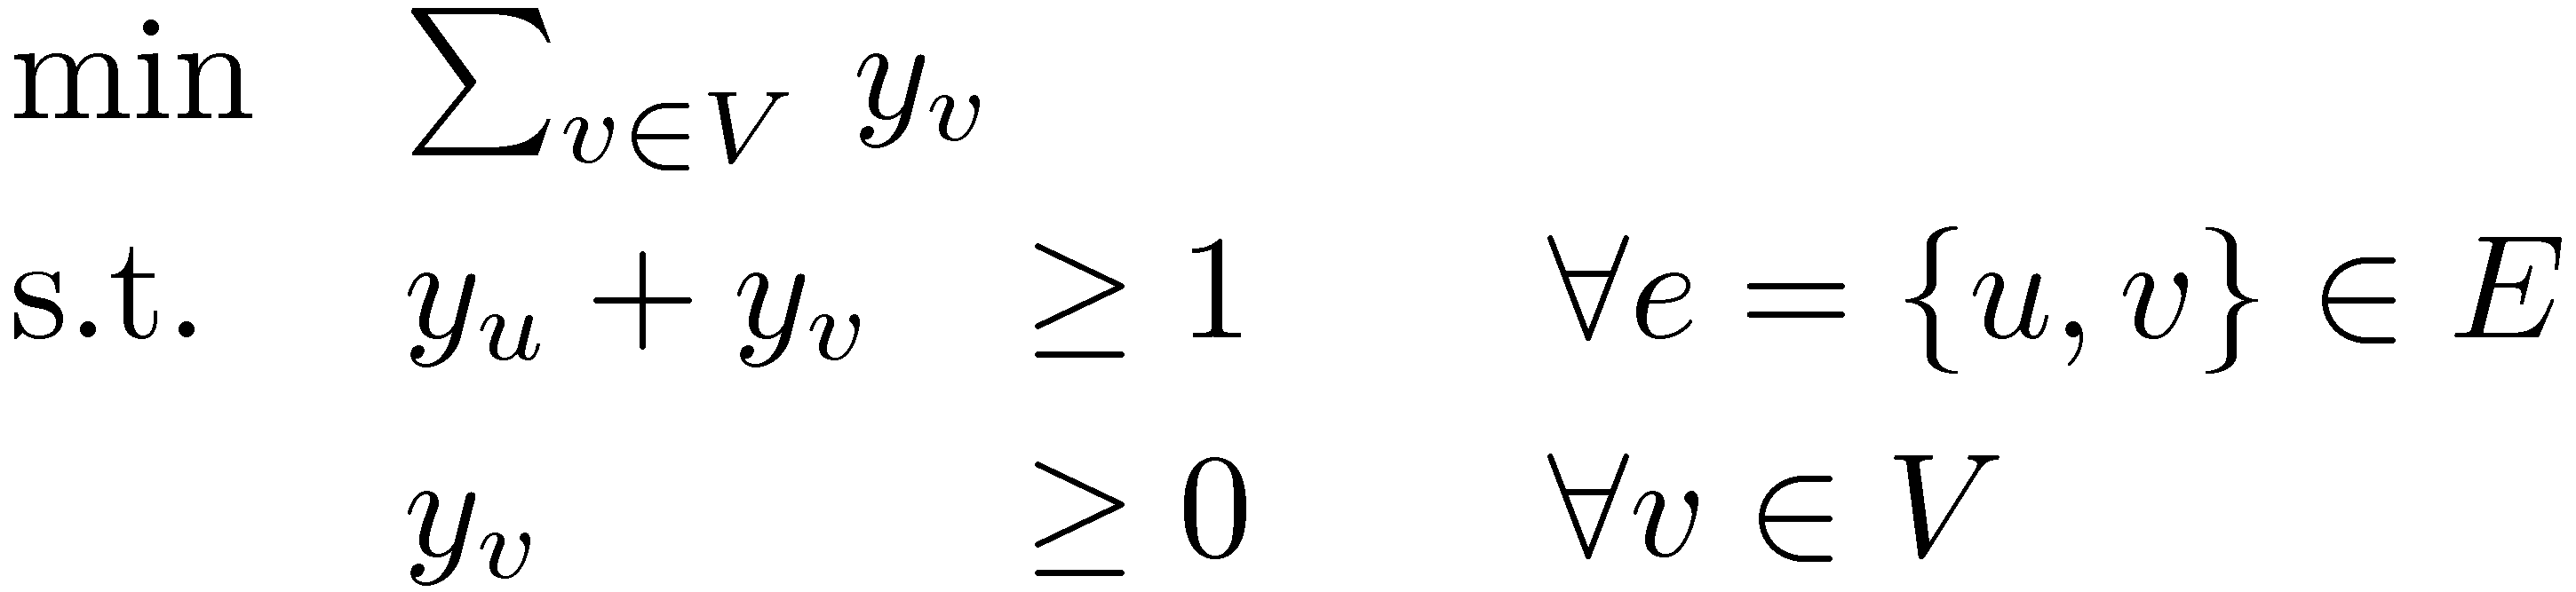 min ∑_{v∈V} y_v
s.t. y_u + y_v ≥ 1 ∀e = {u, v} ∈ E
y_v ≥ 0 ∀v ∈ V